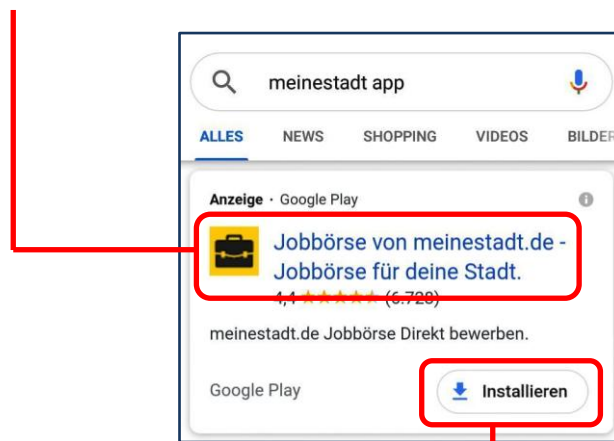 meinestadt app
ALLES NEWS SHOPPING VIDEOS BILDER
Anzeige · Google Play
Jobbörse von meinestadt.de -
Jobbörse für deine Stadt.
4,4 ★★★★★ (6.728)
meinestadt.de Jobbörse Direkt bewerben.
Google Play Installieren